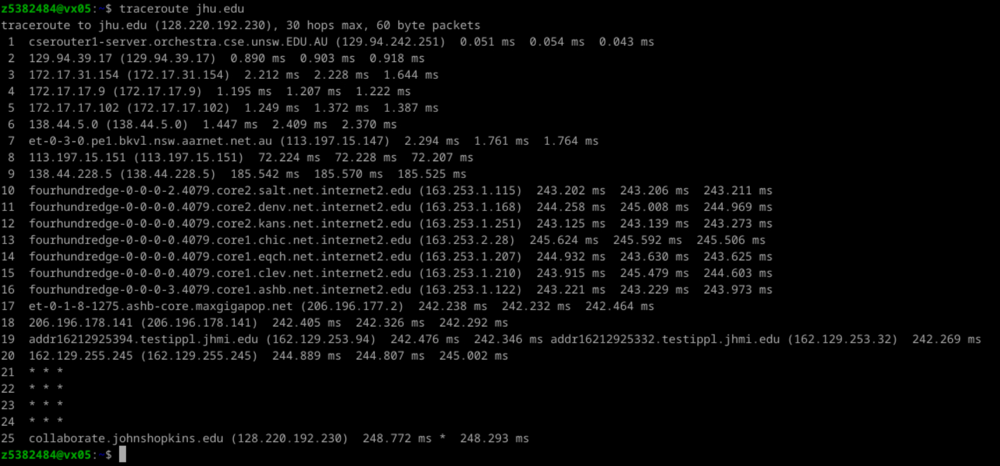 z5382484@vx05:~$ traceroute jhu.edu
traceroute to jhu.edu (128.220.192.230), 30 hops max, 60 byte packets
 1  cserouter1-server.orchestra.cse.unsw.EDU.AU (129.94.242.251)  0.051 ms  0.054 ms  0.043 ms
 2  129.94.39.17 (129.94.39.17)  0.890 ms  0.903 ms  0.918 ms
 3  172.17.31.154 (172.17.31.154)  2.212 ms  2.228 ms  1.644 ms
 4  172.17.17.9 (172.17.17.9)  1.195 ms  1.207 ms  1.222 ms
 5  172.17.17.102 (172.17.17.102)  1.249 ms  1.372 ms  1.387 ms
 6  138.44.5.0 (138.44.5.0)  1.447 ms  2.409 ms  2.370 ms
 7  et-0-3-0.pe1.bkvl.nsw.aarnet.net.au (113.197.15.147)  2.294 ms  1.761 ms  1.764 ms
 8  113.197.15.151 (113.197.15.151)  72.224 ms  72.228 ms  72.207 ms
 9  138.44.228.5 (138.44.228.5)  185.542 ms  185.570 ms  185.525 ms
10  fourhundredge-0-0-0-2.4079.core2.salt.net.internet2.edu (163.253.1.115)  243.202 ms  243.206 ms  243.211 ms
11  fourhundredge-0-0-0-0.4079.core2.denv.net.internet2.edu (163.253.1.168)  244.258 ms  245.008 ms  244.969 ms
12  fourhundredge-0-0-0-0.4079.core2.kans.net.internet2.edu (163.253.1.251)  243.125 ms  243.139 ms  243.273 ms
13  fourhundredge-0-0-0-0.4079.core1.chic.net.internet2.edu (163.253.2.28)  245.624 ms  245.592 ms  245.506 ms
14  fourhundredge-0-0-0-0.4079.core1.eqch.net.internet2.edu (163.253.1.207)  244.932 ms  243.630 ms  243.625 ms
15  fourhundredge-0-0-0-0.4079.core1.clev.net.internet2.edu (163.253.1.210)  243.915 ms  245.479 ms  244.603 ms
16  fourhundredge-0-0-0-3.4079.core1.ashb.net.internet2.edu (163.253.1.122)  243.221 ms  243.229 ms  243.973 ms
17  et-0-1-8-1275.ashb-core.maxgigapop.net (206.196.177.2)  242.238 ms  242.232 ms  242.464 ms
18  206.196.178.141 (206.196.178.141)  242.405 ms  242.326 ms  242.292 ms
19  addr16212925394.testippl.jhmi.edu (162.129.253.94)  242.476 ms  242.346 ms addr16212925332.testippl.jhmi.edu (162.129.253.32)  242.269 ms
20  162.129.255.245 (162.129.255.245)  244.889 ms  244.807 ms  245.002 ms
21  * * *
22  * * *
23  * * *
24  * * *
25  collaborate.johnshopkins.edu (128.220.192.230)  248.772 ms *  248.293 ms
z5382484@vx05:~$